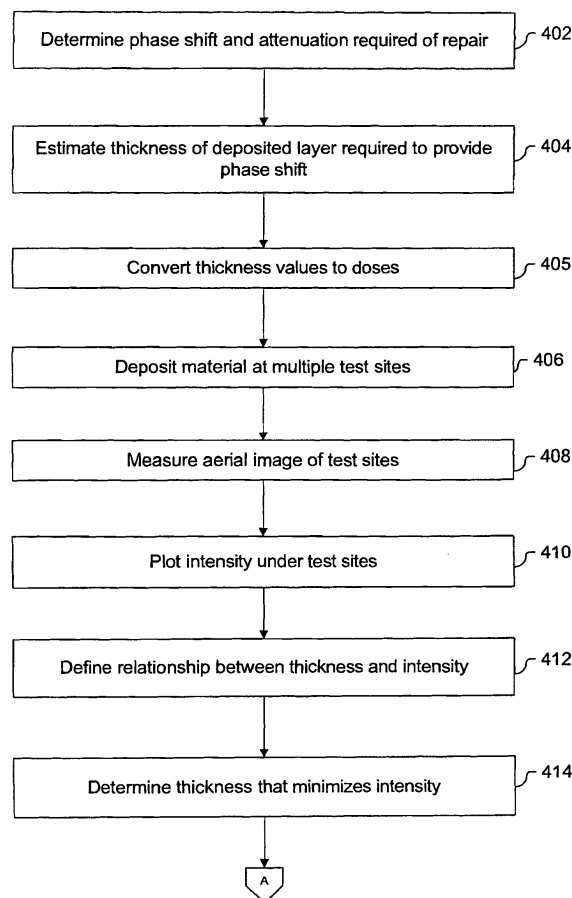 Determine phase shift and attenuation required of repair
402
Estimate thickness of deposited layer required to provide
phase shift
404
Convert thickness values to doses
405
Deposit material at multiple test sites
406
Measure aerial image of test sites
408
Plot intensity under test sites
410
Define relationship between thickness and intensity
412
Determine thickness that minimizes intensity
414
A